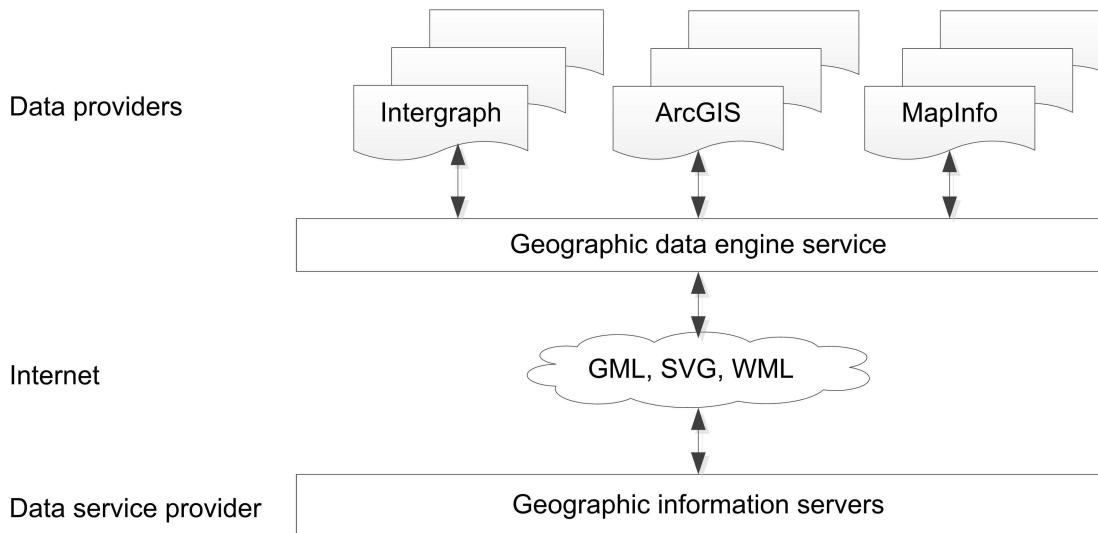 Data providers
Intergraph
ArcGIS
MapInfo
Geographic data engine service
Internet
GML, SVG, WML
Data service provider
Geographic information servers